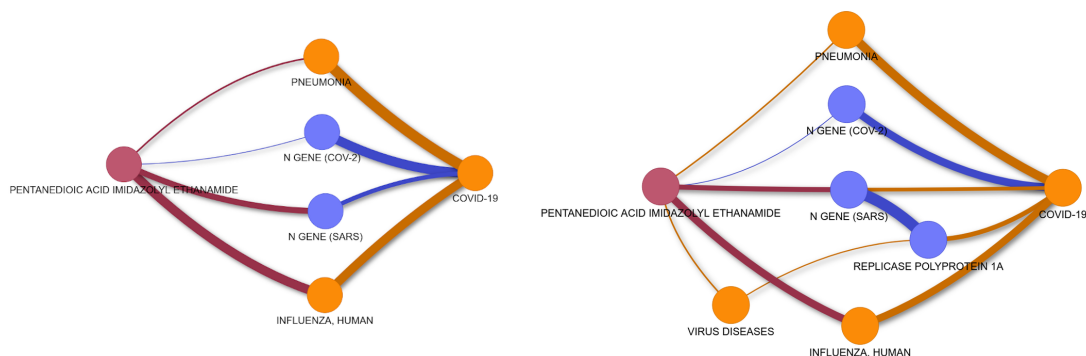 PNEUMONIA
N GENE (COV-2)
PENTANEDIOIC ACID IMIDAZOLYL ETHANAMIDE
COVID-19
N GENE (SARS)
INFLUENZA, HUMAN
PNEUMONIA
N GENE (COV-2)
PENTANEDIOIC ACID IMIDAZOLYL ETHANAMIDE
N GENE (SARS)
COVID-19
REPLICASE POLYPROTEIN 1A
VIRUS DISEASES
INFLUENZA, HUMAN